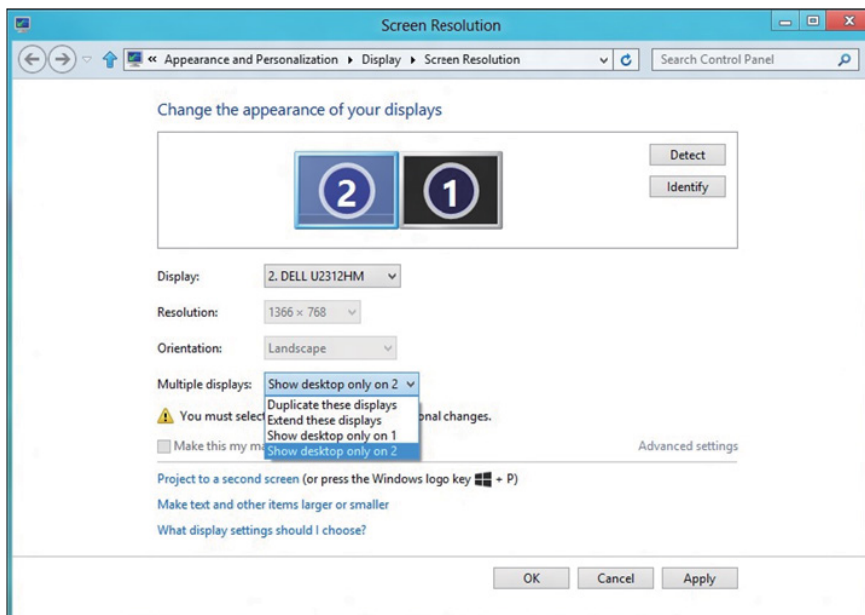 Screen Resolution
« Appearance and Personalization Display Screen Resolution Search Control Panel
Change the appearance of your displays
2 1
Detect
Identify
Display: 2. DELL U2312HM
Resolution: 1366 × 768
Orientation: Landscape
Multiple displays: Show desktop only on 2
Duplicate these displays
Extend these displays
Show desktop only on 1
Show desktop only on 2
You must select onal changes.
Make this my ma
Advanced settings
Project to a second screen (or press the Windows logo key + P)
Make text and other items larger or smaller
What display settings should I choose?
OK Cancel Apply